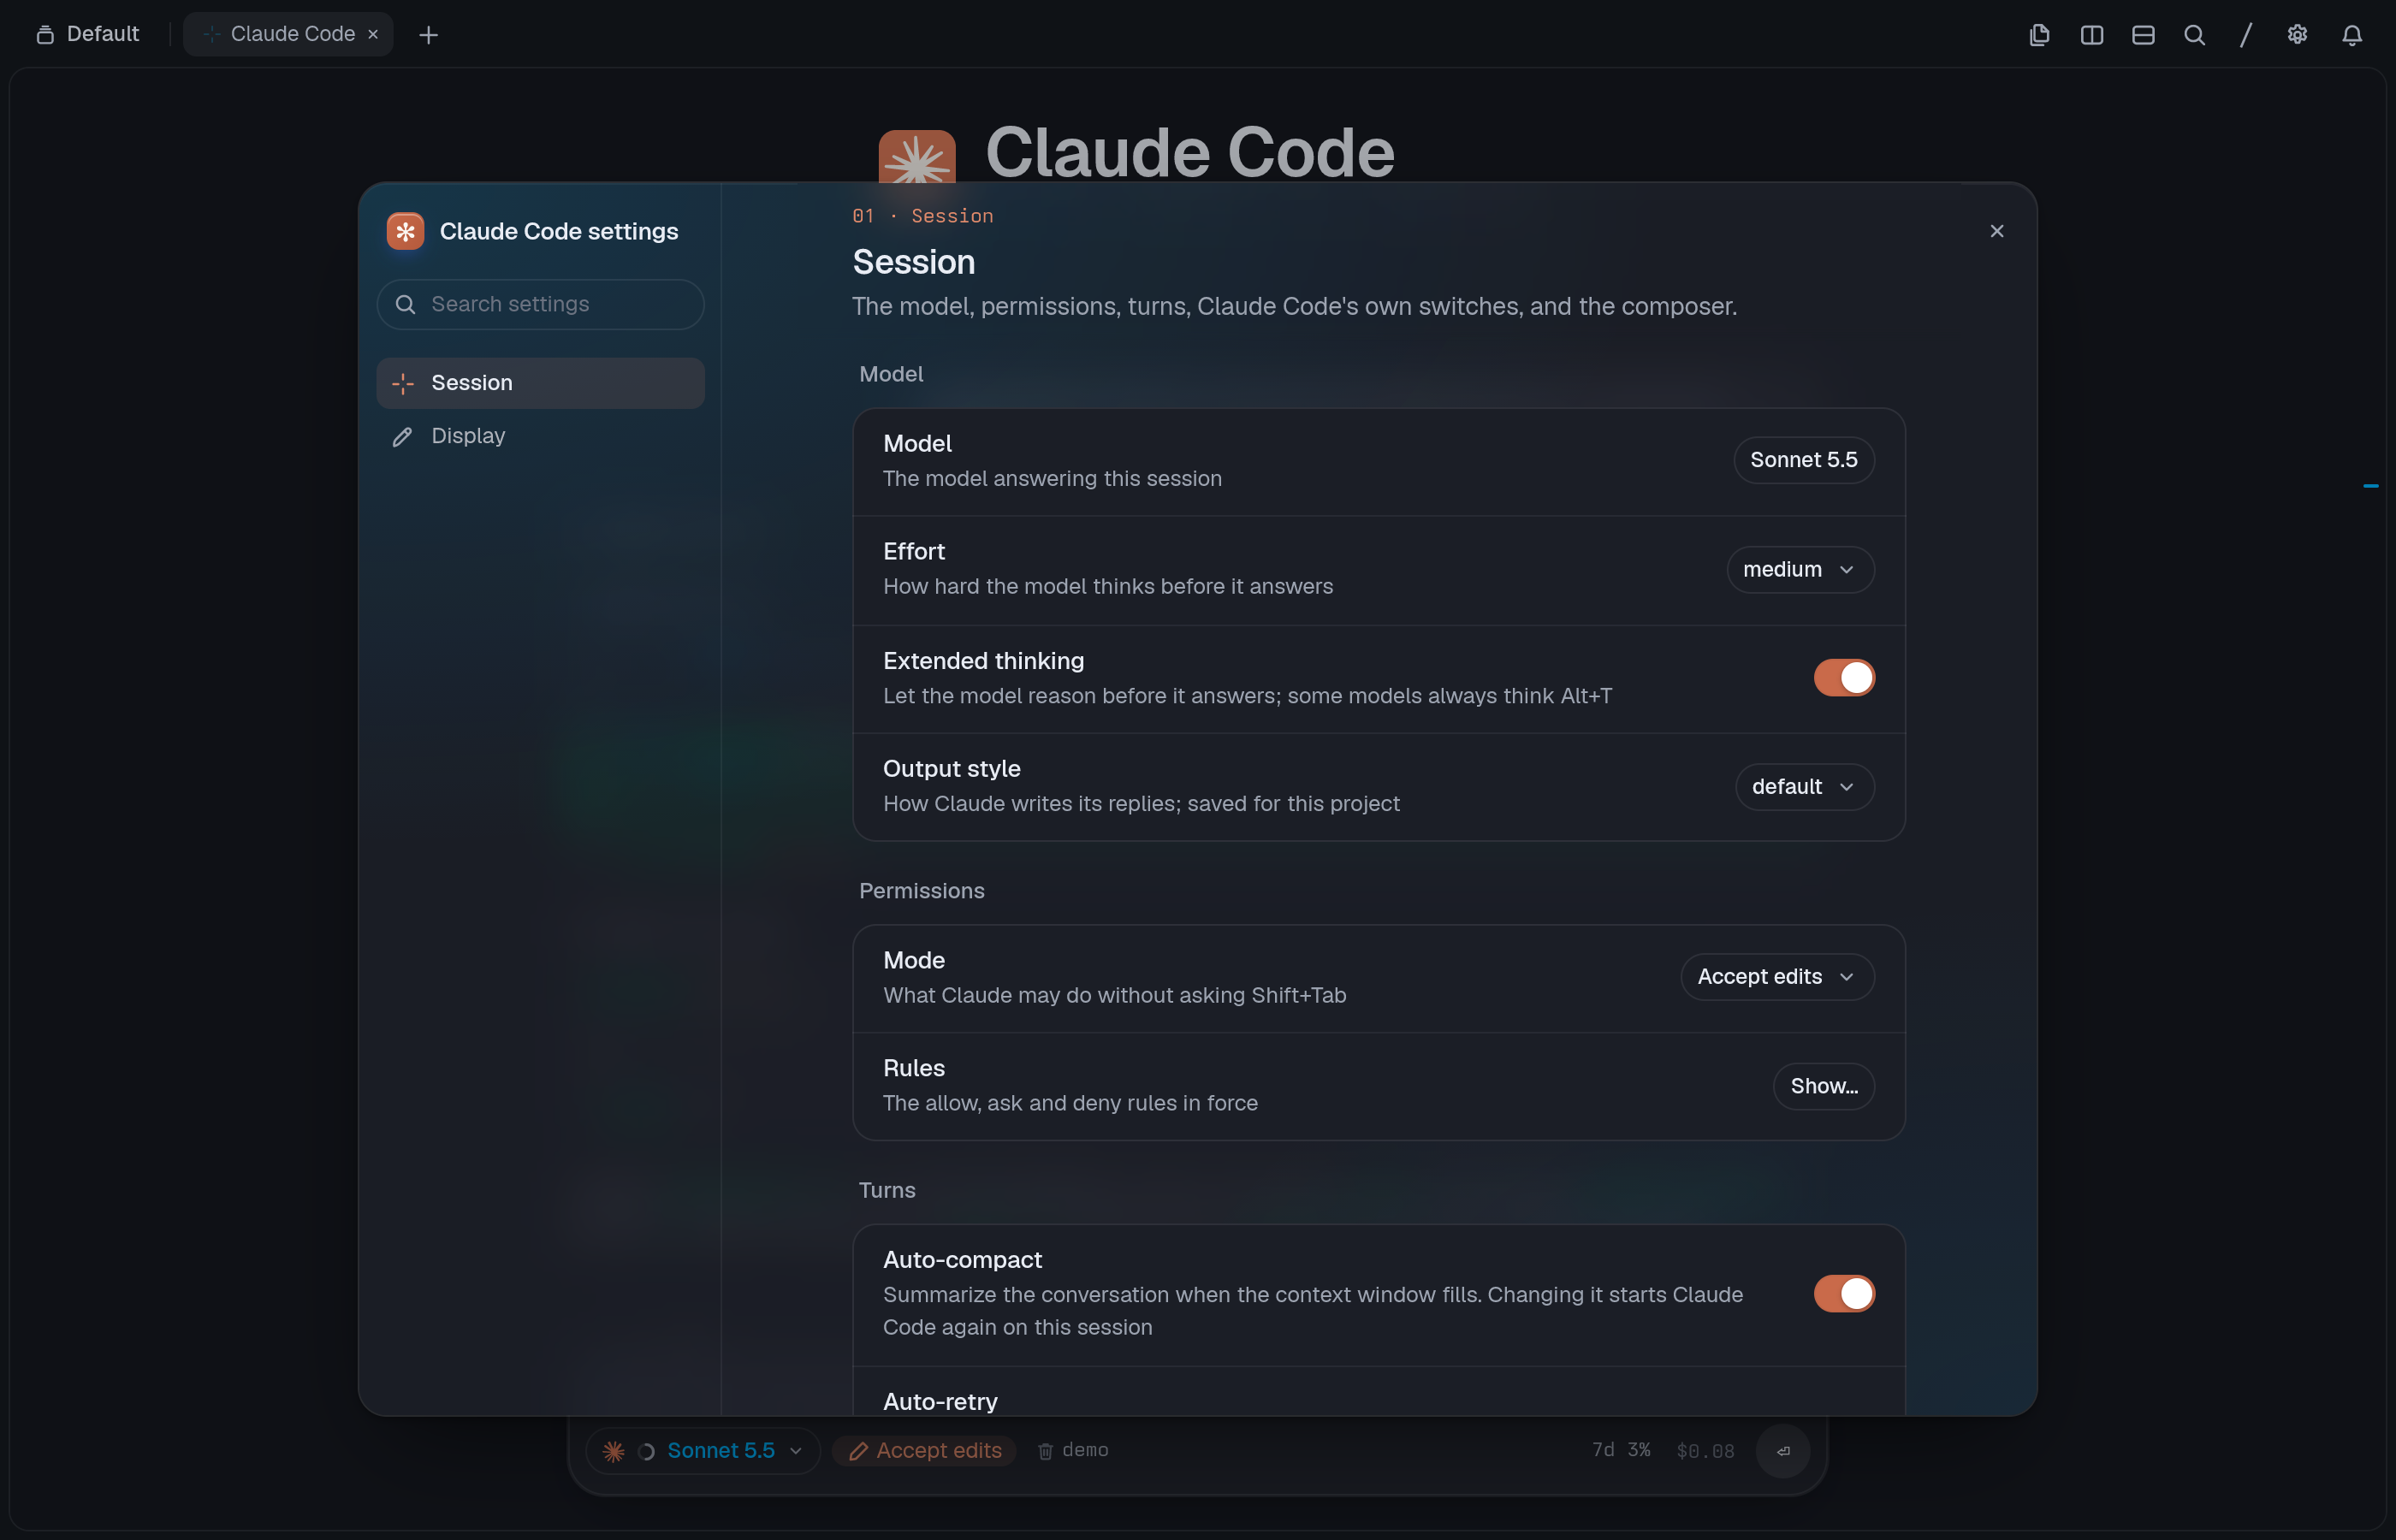 Default
Claude Code
Claude Code
Claude Code settings
Search settings
Session
Display
01 · Session
Session
The model, permissions, turns, Claude Code's own switches, and the composer.
Model
Model
The model answering this session
Sonnet 5.5
Effort
How hard the model thinks before it answers
medium
Extended thinking
Let the model reason before it answers; some models always think Alt+T
Output style
How Claude writes its replies; saved for this project
default
Permissions
Mode
What Claude may do without asking Shift+Tab
Accept edits
Rules
The allow, ask and deny rules in force
Show...
Turns
Auto-compact
Summarize the conversation when the context window fills. Changing it starts Claude
Code again on this session
Auto-retry
Sonnet 5.5
Accept edits
demo
7d 3%
$0.08